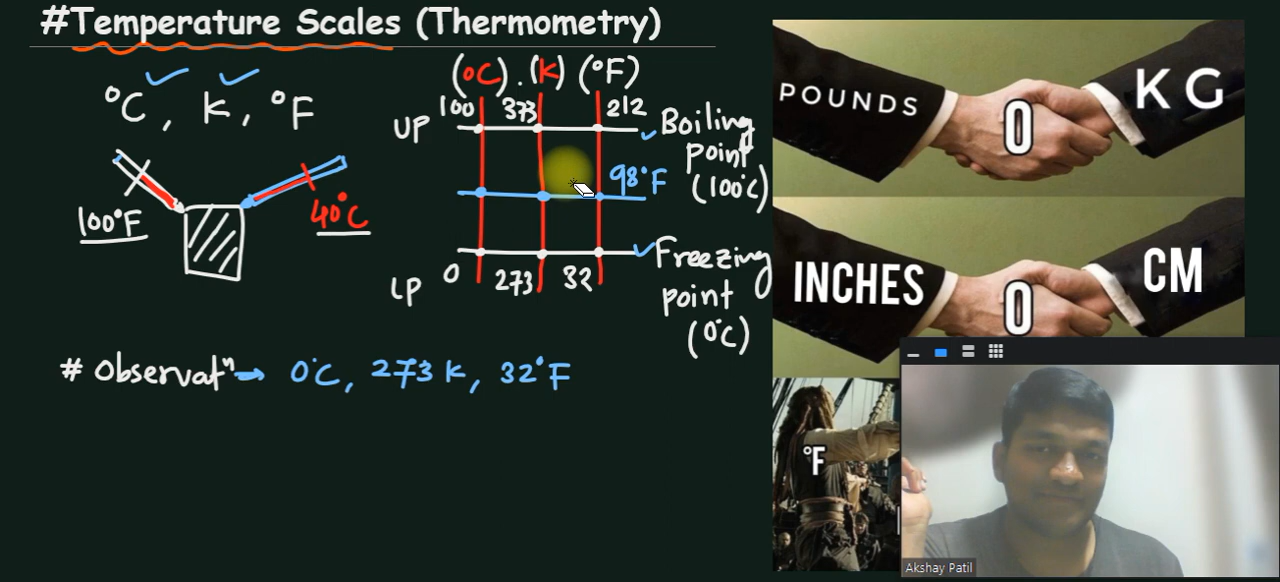 #Temperature Scales (Thermometry)
°C, K, °F
100°F
40°C
(°C). (K) (°F)
100 373 212
UP
Boiling
point
(100°C)
98°F
Freezing
point
(0°C)
0 273 32
LP
# Observatⁿ→ 0°C, 273 K, 32°F
POUNDS 0 KG
INCHES 0 CM
°F
Akshay Patil